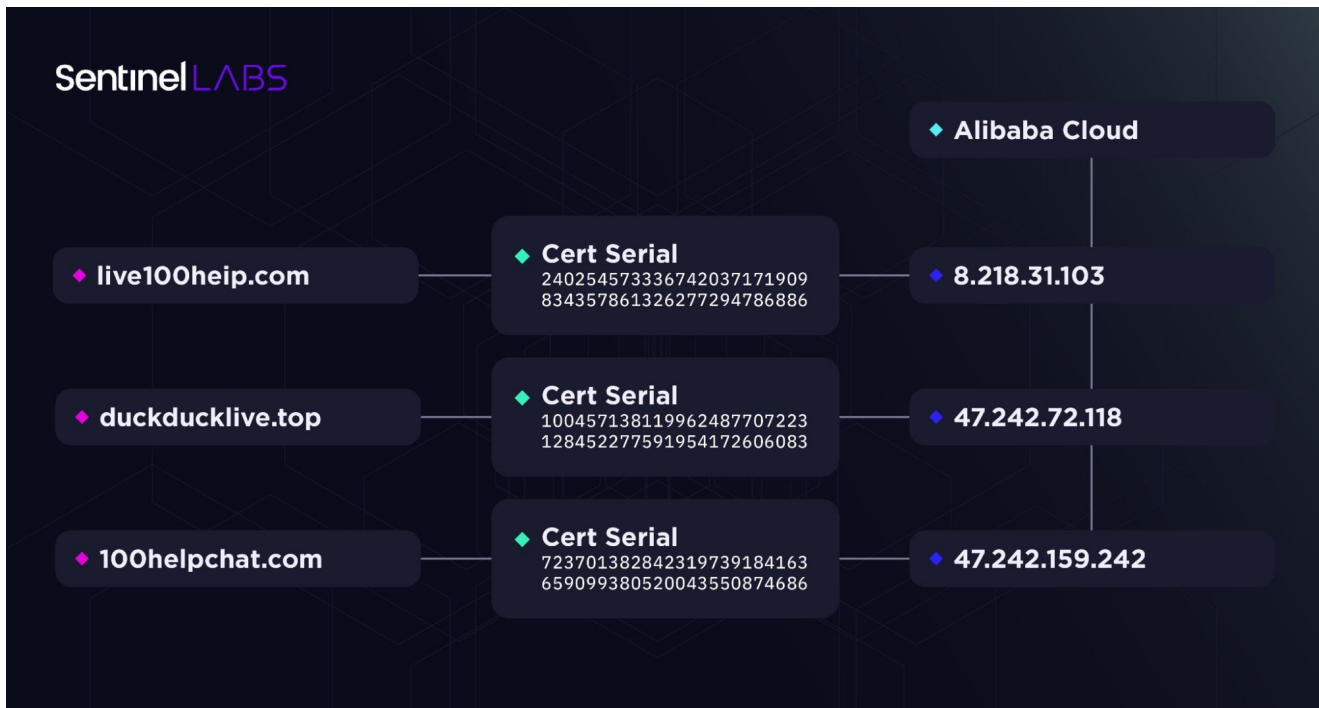 SentinelLABS
Alibaba Cloud
live100heip.com
Cert Serial
240254573336742037171909
834357861326277294786886
8.218.31.103
duckducklive.top
Cert Serial
100457138119962487707223
128452277591954172606083
47.242.72.118
100helpchat.com
Cert Serial
723701382842319739184163
659099380520043550874686
47.242.159.242